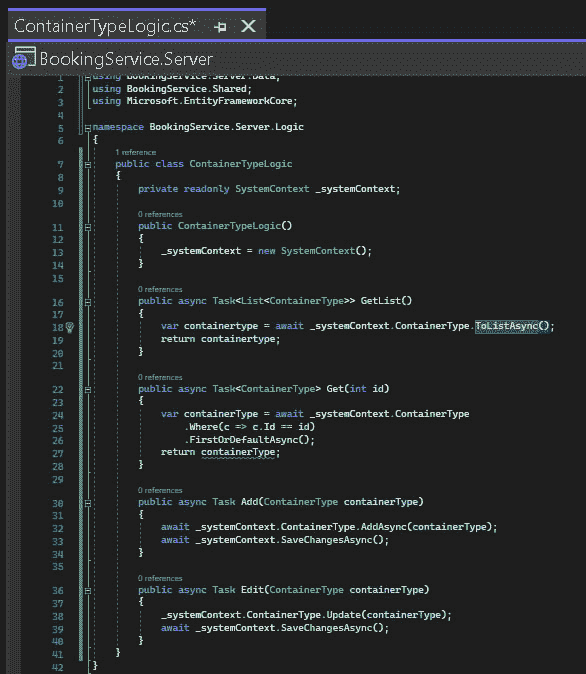 ContainerTypeLogic.cs*
BookingService.Server
1 using BookingService.Server.Data;
2 using BookingService.Shared;
3 using Microsoft.EntityFrameworkCore;
4
5 namespace BookingService.Server.Logic
6 {
1 reference
7 public class ContainerTypeLogic
8 {
9 private readonly SystemContext _systemContext;
10
0 references
11 public ContainerTypeLogic()
12 {
13 _systemContext = new SystemContext();
14 }
15
0 references
16 public async Task<List<ContainerType>> GetList()
17 {
18 var containertype = await _systemContext.ContainerType.ToListAsync();
19 return containertype;
20 }
21
0 references
22 public async Task<ContainerType> Get(int id)
23 {
24 var containerType = await _systemContext.ContainerType
25 .Where(c => c.Id == id)
26 .FirstOrDefaultAsync();
27 return containerType;
28 }
29
0 references
30 public async Task Add(ContainerType containerType)
31 {
32 await _systemContext.ContainerType.AddAsync(containerType);
33 await _systemContext.SaveChangesAsync();
34 }
35
0 references
36 public async Task Edit(ContainerType containerType)
37 {
38 _systemContext.ContainerType.Update(containerType);
39 await _systemContext.SaveChangesAsync();
40 }
41 }
42 }